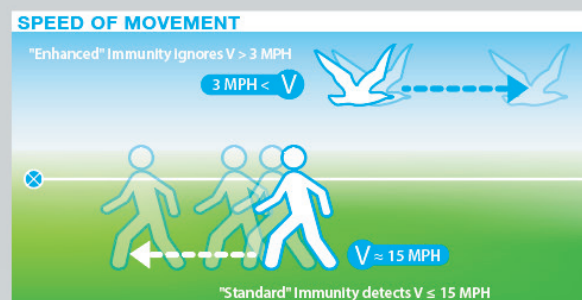 SPEED OF MOVEMENT
"Enhanced" Immunity ignores V > 3 MPH
3 MPH < V
V ≈ 15 MPH
"Standard" Immunity detects V ≤ 15 MPH